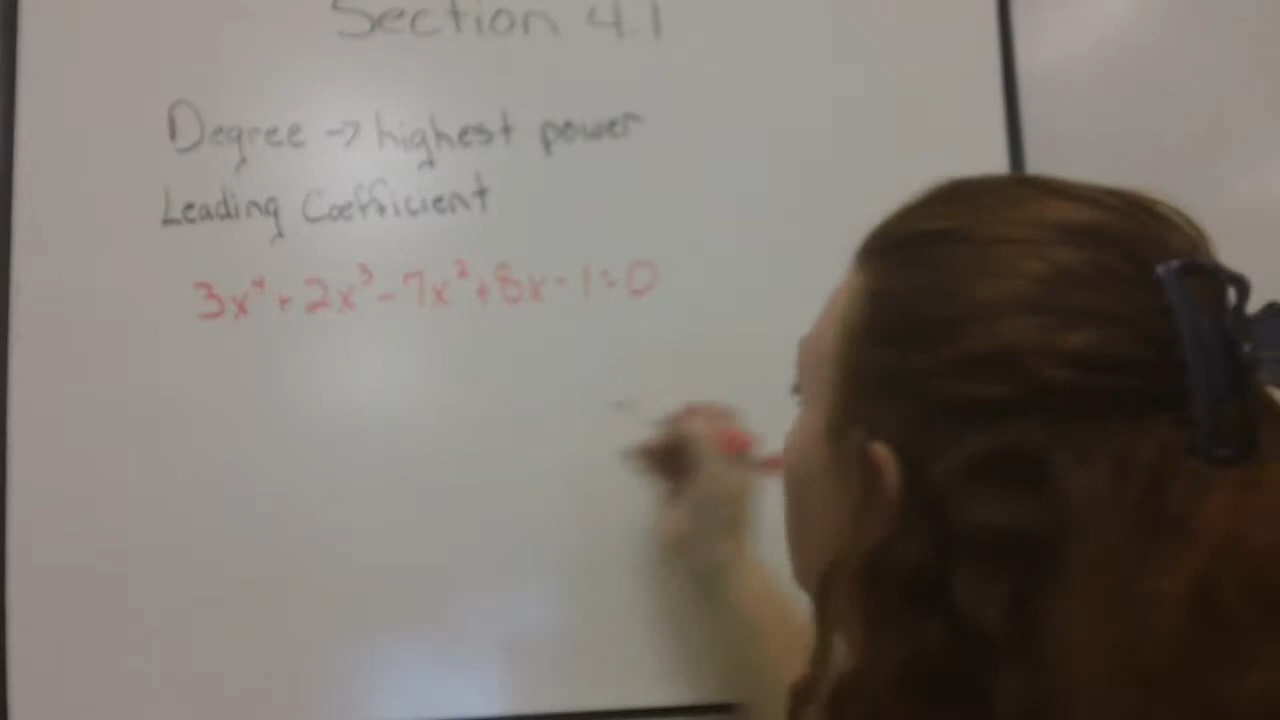 Section 4.1
Degree → highest power
Leading Coefficient
3x⁴ + 2x³ - 7x² + 8x - 1 = 0